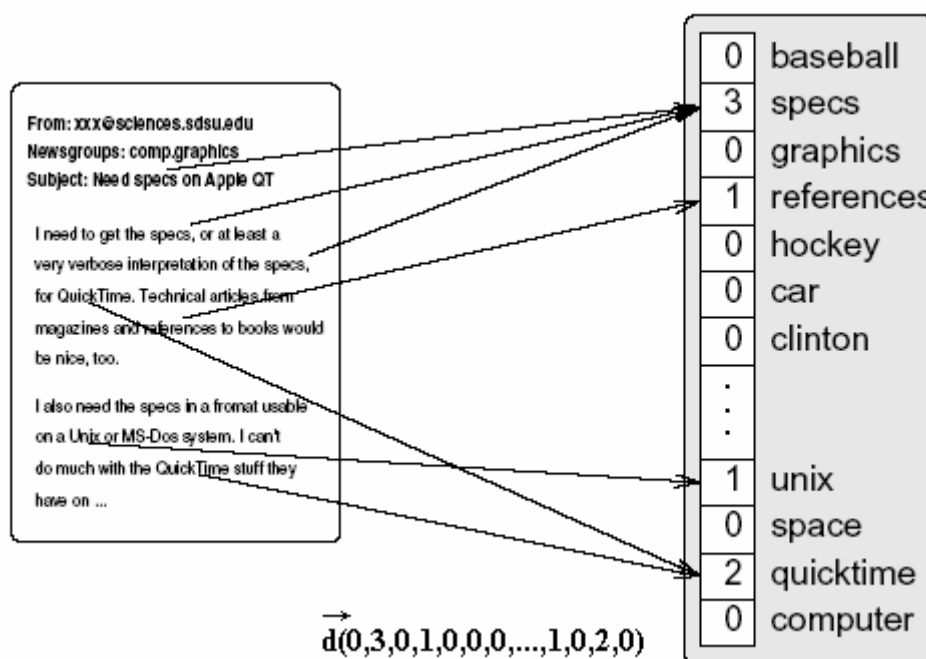 From: xxx@sciences.sdsu.edu
Newsgroups: comp.graphics
Subject: Need specs on Apple QT
I need to get the specs, or at least a
very verbose interpretation of the specs,
for QuickTime. Technical articles from
magazines and references to books would
be nice, too.
I also need the specs in a fromat usable
on a Unix or MS-Dos system. I can't
do much with the QuickTime stuff they
have on ...
0 baseball
3 specs
0 graphics
1 references
0 hockey
0 car
0 clinton
.
.
.
1 unix
0 space
2 quicktime
0 computer
d(0,3,0,1,0,0,0,...,1,0,2,0)